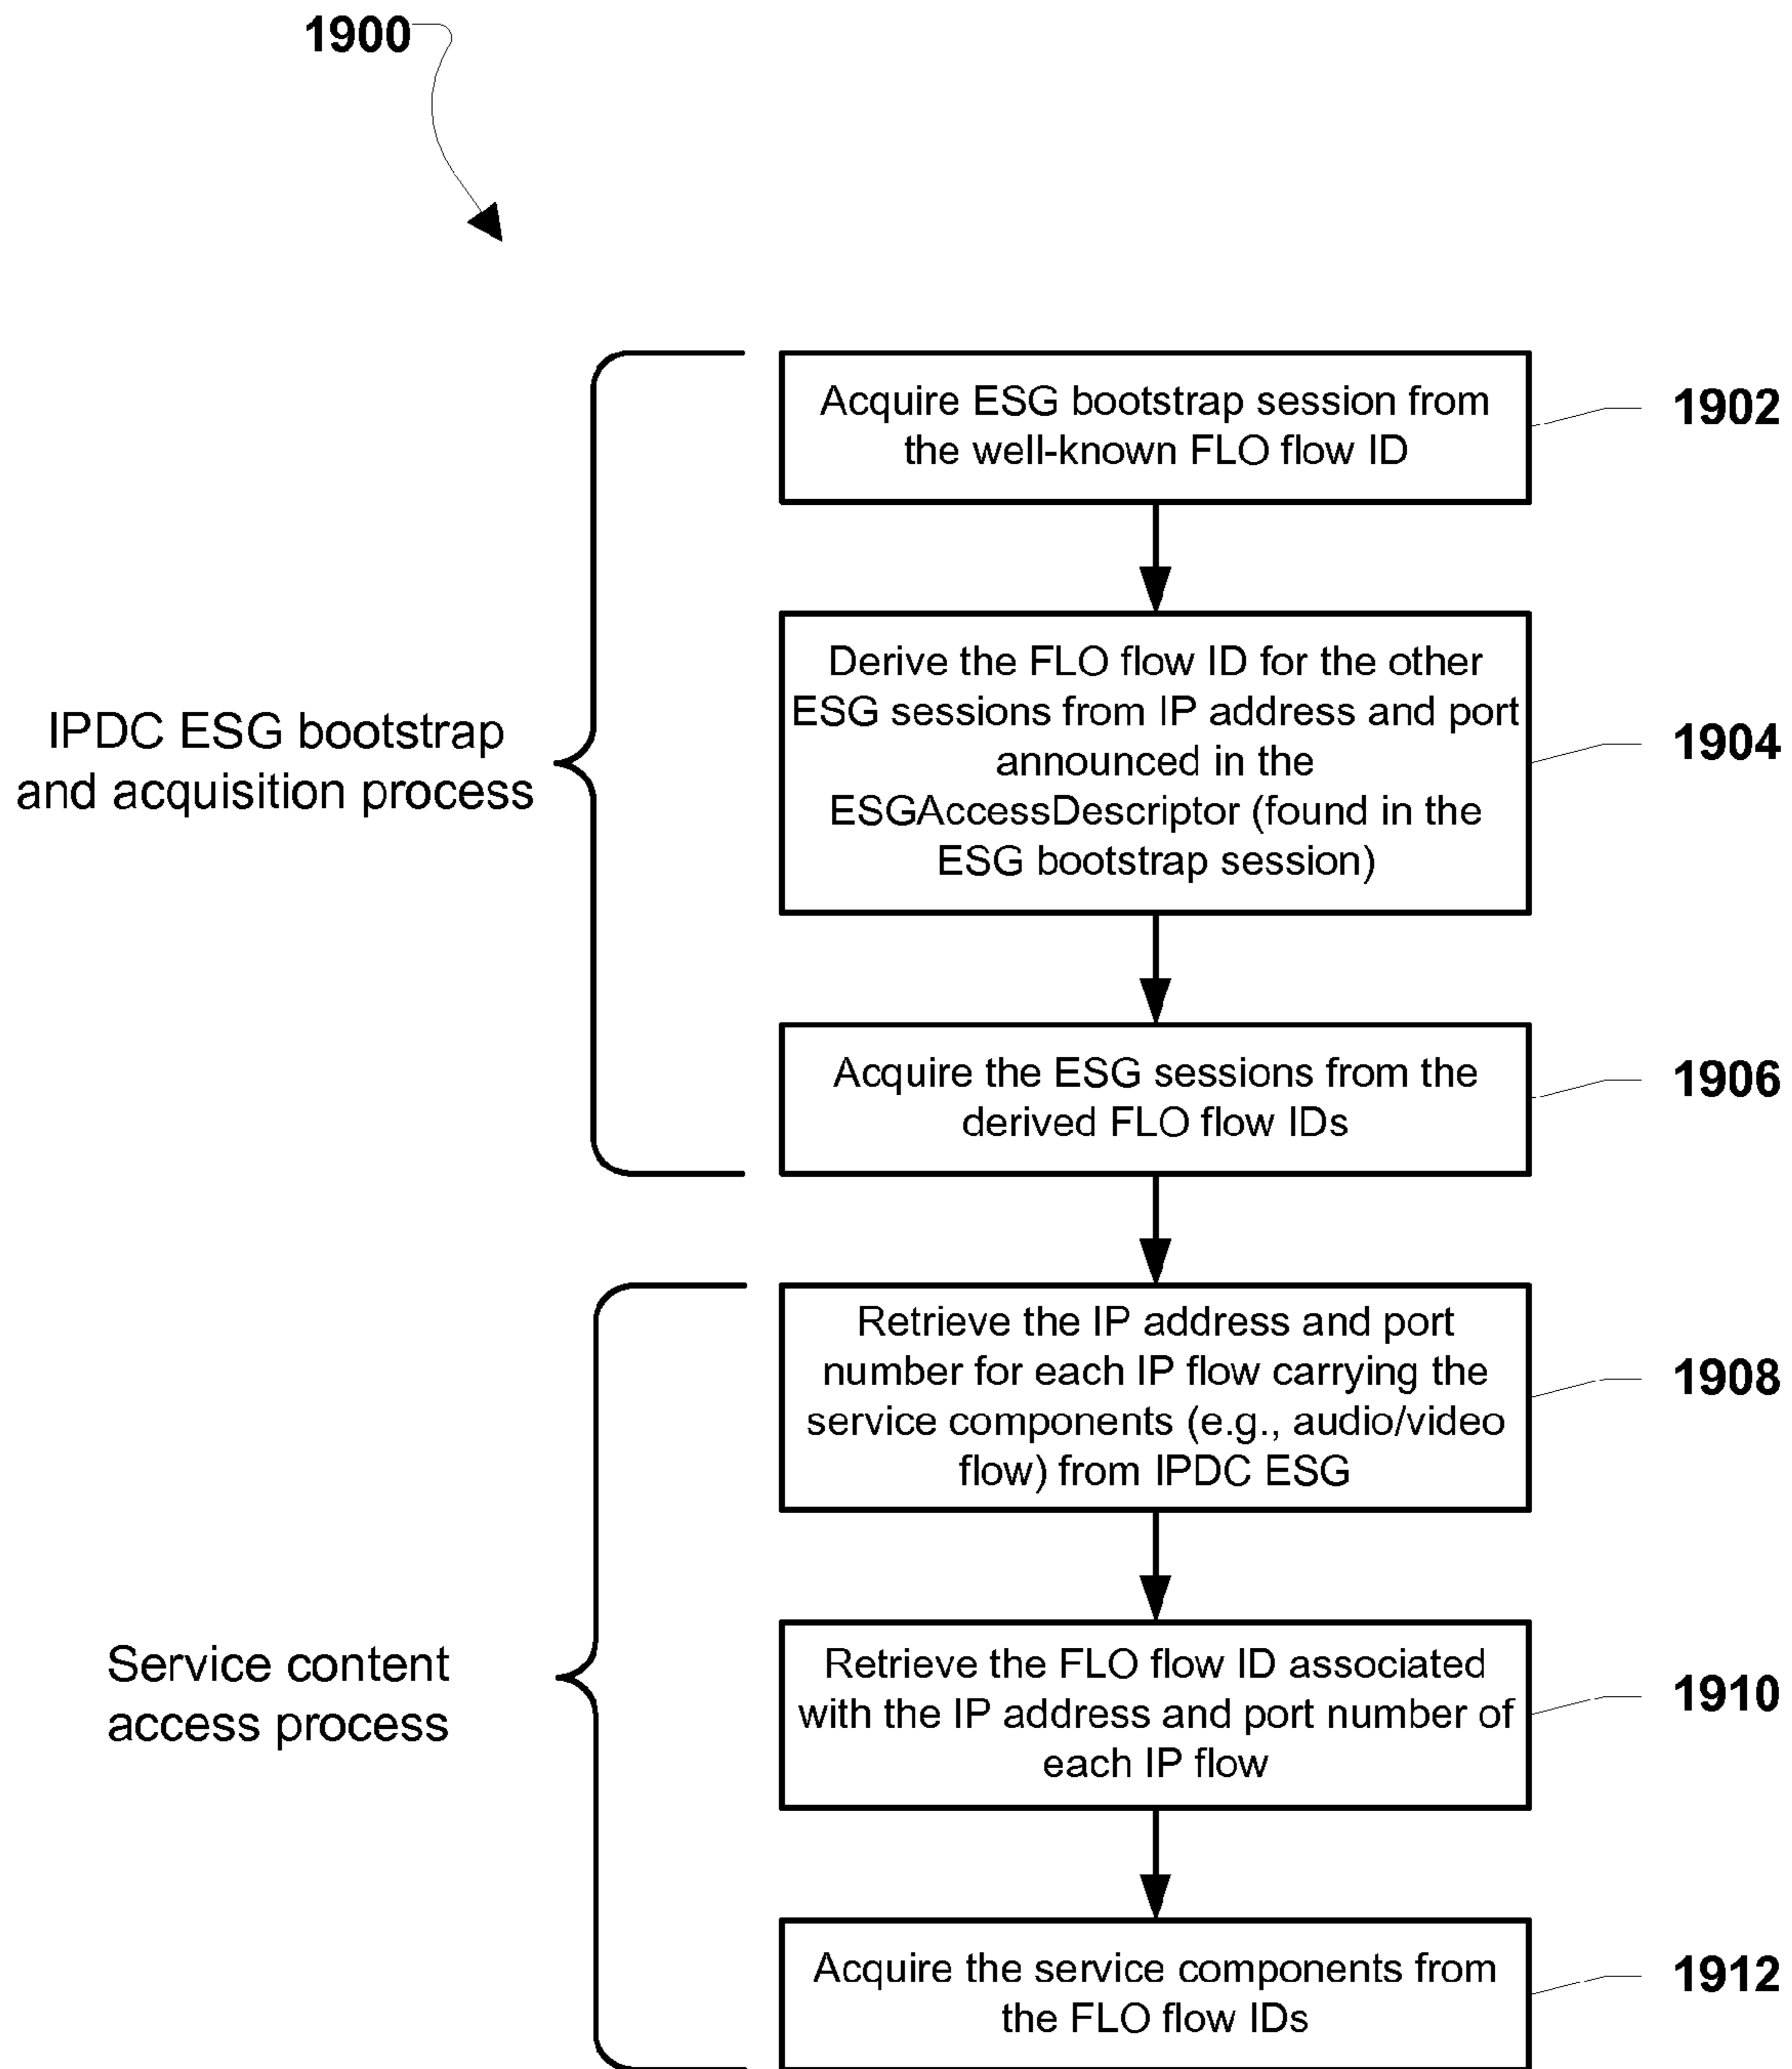 1900
Acquire ESG bootstrap session from
the well-known FLO flow ID
1902
Derive the FLO flow ID for the other
ESG sessions from IP address and port
announced in the
ESGAccessDescriptor (found in the
ESG bootstrap session)
1904
IPDC ESG bootstrap
and acquisition process
Acquire the ESG sessions from the
derived FLO flow IDs
1906
Retrieve the IP address and port
number for each IP flow carrying the
service components (e.g., audio/video
flow) from IPDC ESG
1908
Service content
access process
Retrieve the FLO flow ID associated
with the IP address and port number of
each IP flow
1910
Acquire the service components from
the FLO flow IDs
1912